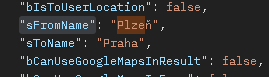 "bIsToUserLocation": false,
"sFromName": "Plzeň",
"sToName": "Praha",
"bCanUseGoogleMapsInResult": false,